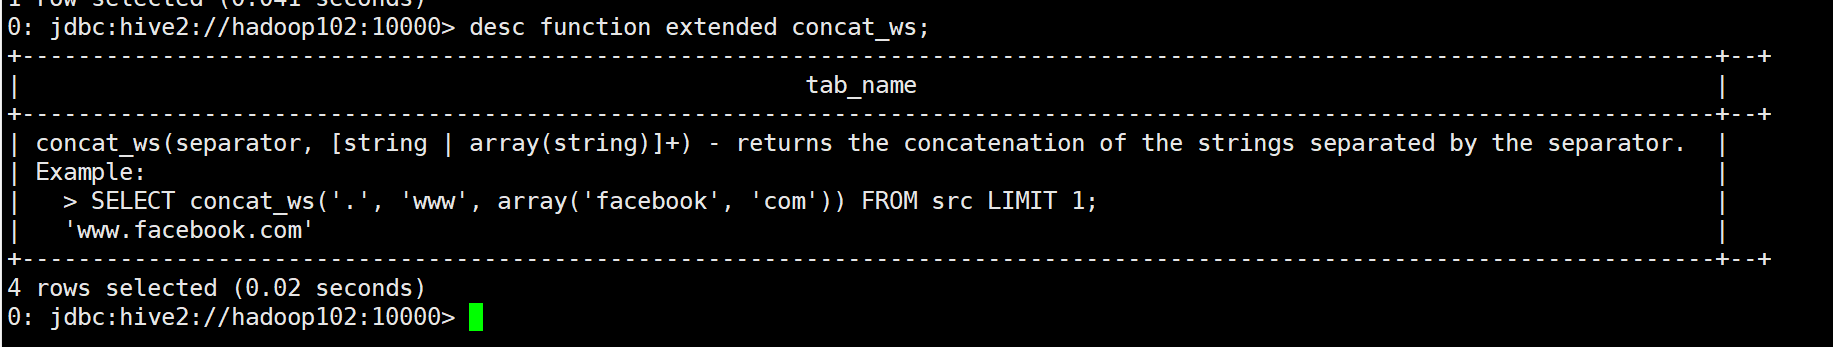 1 row selected (0.041 seconds)
0: jdbc:hive2://hadoop102:10000> desc function extended concat_ws;
+-------------------------------------------------------------------------------------------------------------------------+--+
|                                                        tab_name                                                         |
+-------------------------------------------------------------------------------------------------------------------------+--+
| concat_ws(separator, [string | array(string)]+) - returns the concatenation of the strings separated by the separator.  |
| Example:                                                                                                                |
|   > SELECT concat_ws('.', 'www', array('facebook', 'com')) FROM src LIMIT 1;                                            |
|   'www.facebook.com'                                                                                                    |
+-------------------------------------------------------------------------------------------------------------------------+--+
4 rows selected (0.02 seconds)
0: jdbc:hive2://hadoop102:10000>